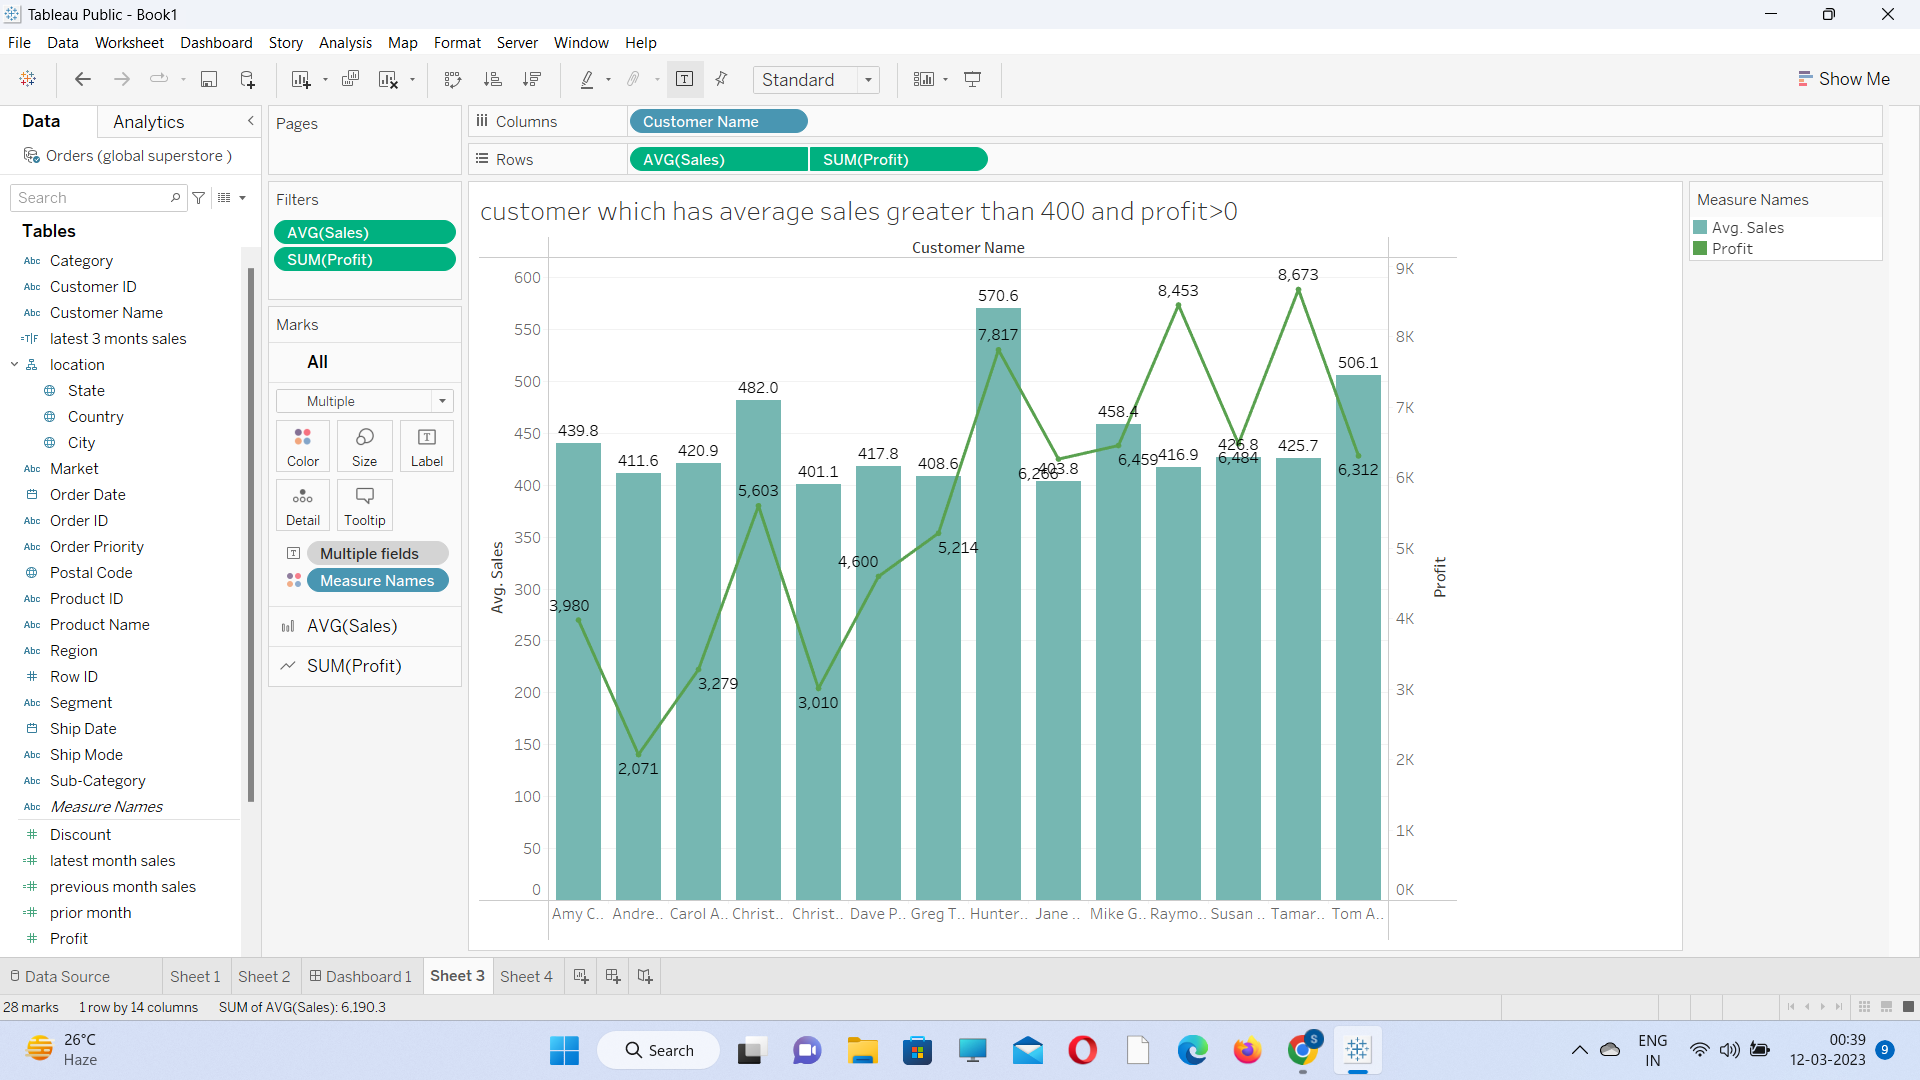 Tableau Public - Book1
File Data Worksheet Dashboard Story Analysis Map Format Server Window Help
Standard
Show Me
Data
Analytics
Orders (global superstore )
Search
Tables
Abc Category
Abc Customer ID
Abc Customer Name
=T|F latest 3 monts sales
location
State
Country
City
Abc Market
Order Date
Abc Order ID
Abc Order Priority
Postal Code
Abc Product ID
Abc Product Name
Abc Region
# Row ID
Abc Segment
Ship Date
Abc Ship Mode
Abc Sub-Category
Abc Measure Names
# Discount
=# latest month sales
=# previous month sales
=# prior month
# Profit
Pages
Filters
AVG(Sales)
SUM(Profit)
Marks
All
Multiple
Color Size Label
Detail Tooltip
Multiple fields
Measure Names
AVG(Sales)
SUM(Profit)
Columns
Customer Name
Rows
AVG(Sales) SUM(Profit)
customer which has average sales greater than 400 and profit>0
Customer Name
600
550
500
450
400
350
300
250
200
150
100
50
0
Avg. Sales
439.8
411.6
420.9
482.0
401.1
417.8
408.6
570.6
403.8
458.4
416.9
426.8
425.7
506.1
3,980
2,071
3,279
5,603
3,010
4,600
5,214
7,817
6,266
6,459
8,453
6,484
8,673
6,312
9K
8K
7K
6K
5K
4K
3K
2K
1K
0K
Profit
Amy C.. Andre.. Carol A.. Christ.. Christ.. Dave P.. Greg T.. Hunter.. Jane .. Mike G.. Raymo.. Susan .. Tamar.. Tom A..
Measure Names
Avg. Sales
Profit
Data Source Sheet 1 Sheet 2 Dashboard 1 Sheet 3 Sheet 4
28 marks 1 row by 14 columns SUM of AVG(Sales): 6,190.3
26°C
Haze
Search
S
ENG
IN
00:39
12-03-2023
9